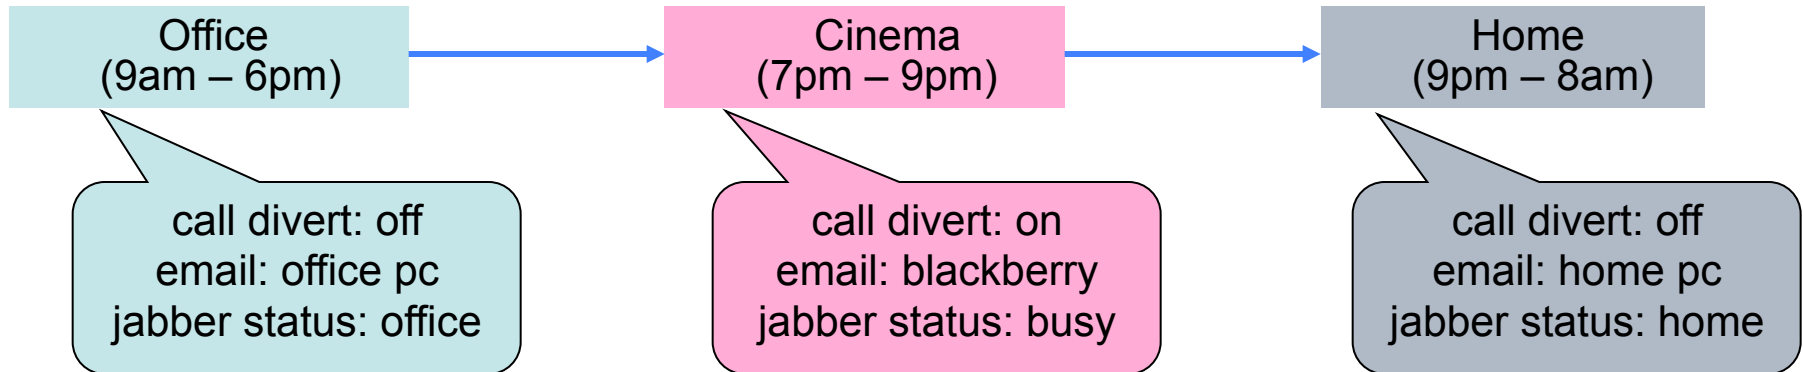 Office
(9am – 6pm)
Cinema
(7pm – 9pm)
Home
(9pm – 8am)
call divert: off
email: office pc
jabber status: office
call divert: on
email: blackberry
jabber status: busy
call divert: off
email: home pc
jabber status: home